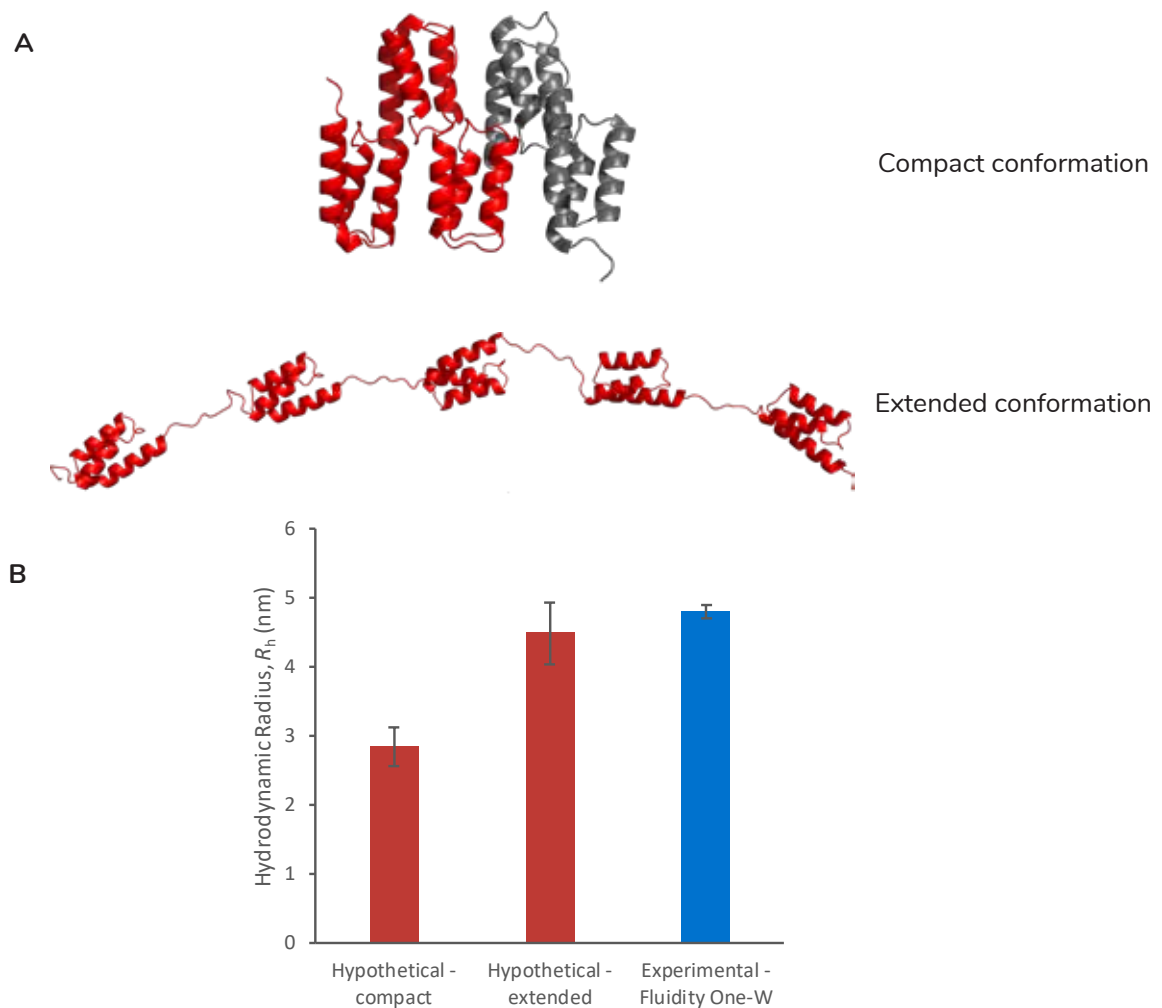 A
Compact conformation
Extended conformation
B
Hydrodynamic Radius, Rh (nm)
6
5
4
3
2
1
0
Hypothetical -
compact
Hypothetical -
extended
Experimental -
Fluidity One-W